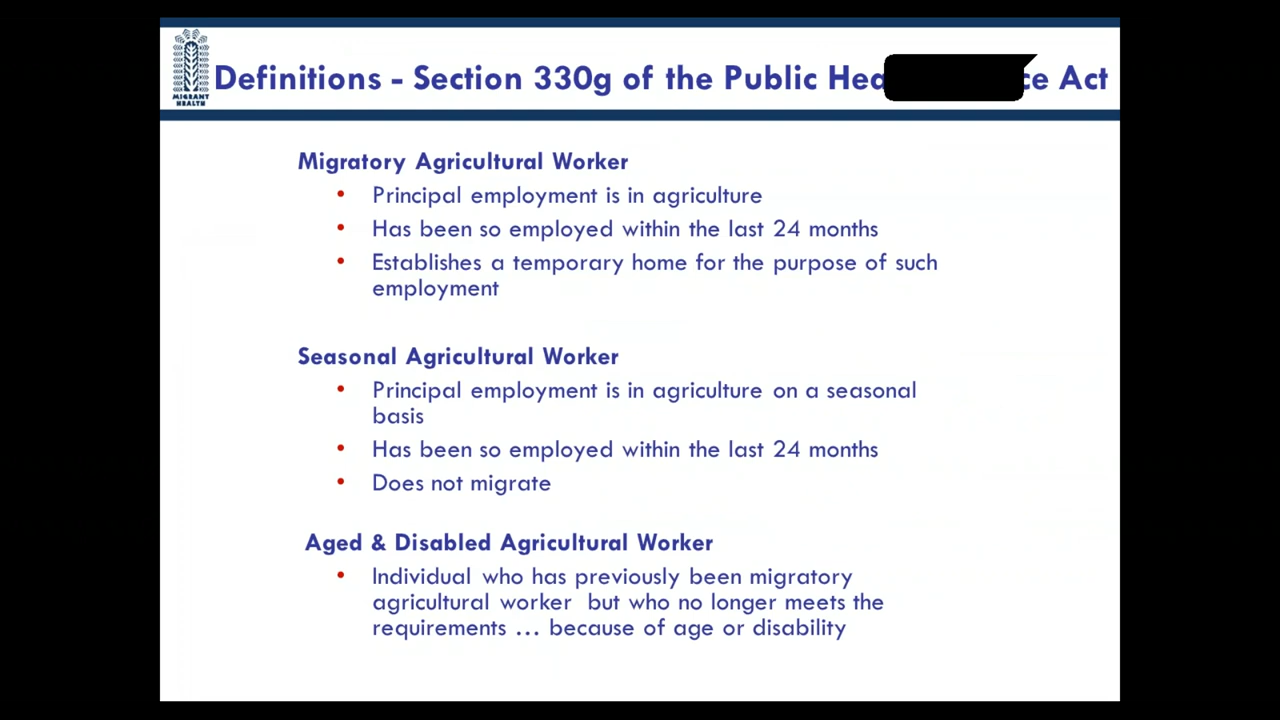 Definitions - Section 330g of the Public Act
MIGRANT
HEALTH
Migratory Agricultural Worker
• Principal employment is in agriculture
• Has been so employed within the last 24 months
• Establishes a temporary home for the purpose of such
employment
Seasonal Agricultural Worker
• Principal employment is in agriculture on a seasonal
basis
• Has been so employed within the last 24 months
• Does not migrate
Aged & Disabled Agricultural Worker
• Individual who has previously been migratory
agricultural worker but who no longer meets the
requirements … because of age or disability